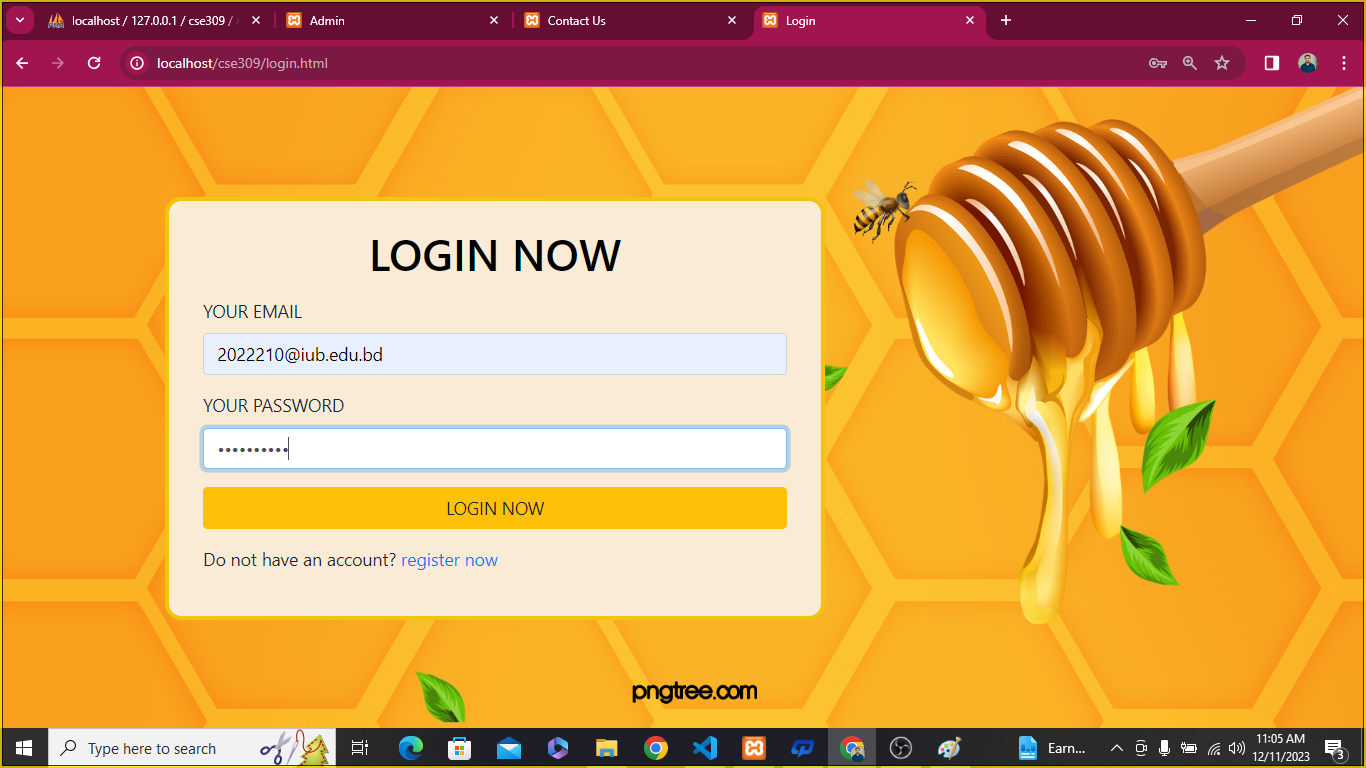 localhost / 127.0.0.1 / cse309 /
Admin
Contact Us
Login
localhost/cse309/login.html
LOGIN NOW
YOUR EMAIL
2022210@iub.edu.bd
YOUR PASSWORD
••••••••••
LOGIN NOW
Do not have an account? register now
pngtree.com
Type here to search
Earn...
11:05 AM
12/11/2023
3